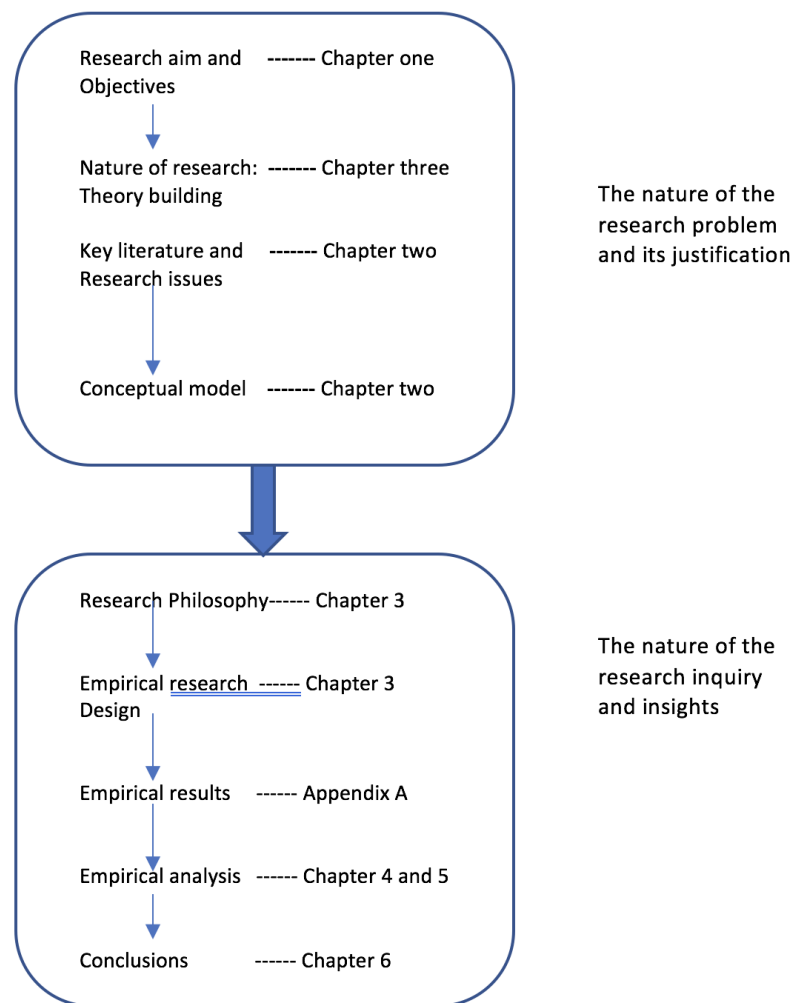 Research aim and ------- Chapter one
Objectives
Nature of research: ------- Chapter three
Theory building
Key literature and ------- Chapter two
Research issues
Conceptual model ------- Chapter two
The nature of the
research problem
and its justification
Research Philosophy------ Chapter 3
Empirical research ------ Chapter 3
Design
Empirical results ------ Appendix A
Empirical analysis ------ Chapter 4 and 5
Conclusions ------ Chapter 6
The nature of the
research inquiry
and insights